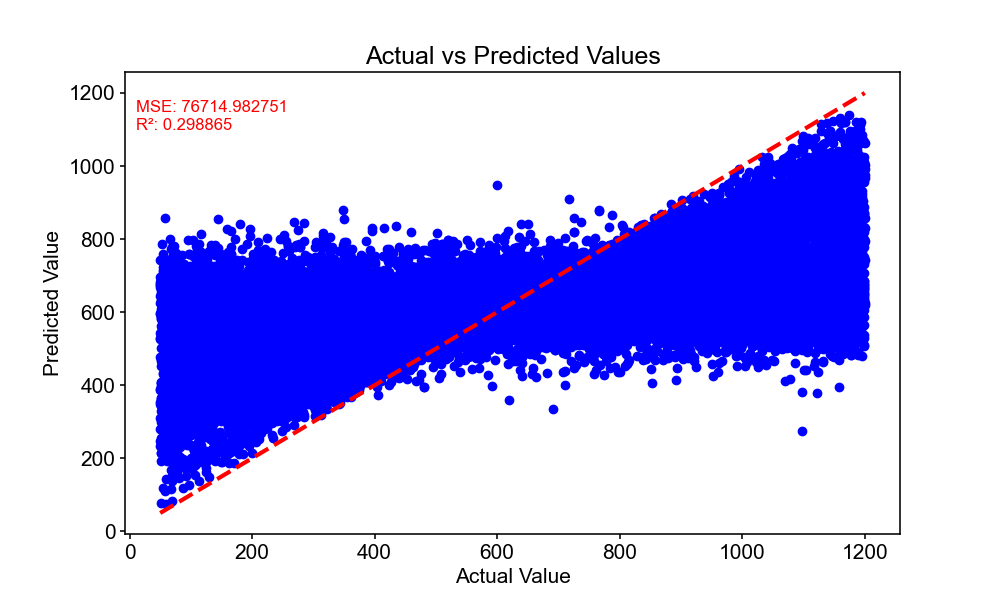 Actual vs Predicted Values
MSE: 76714.982751
R²: 0.298865
Predicted Value
1200
1000
800
600
400
200
0
0 200 400 600 800 1000 1200
Actual Value